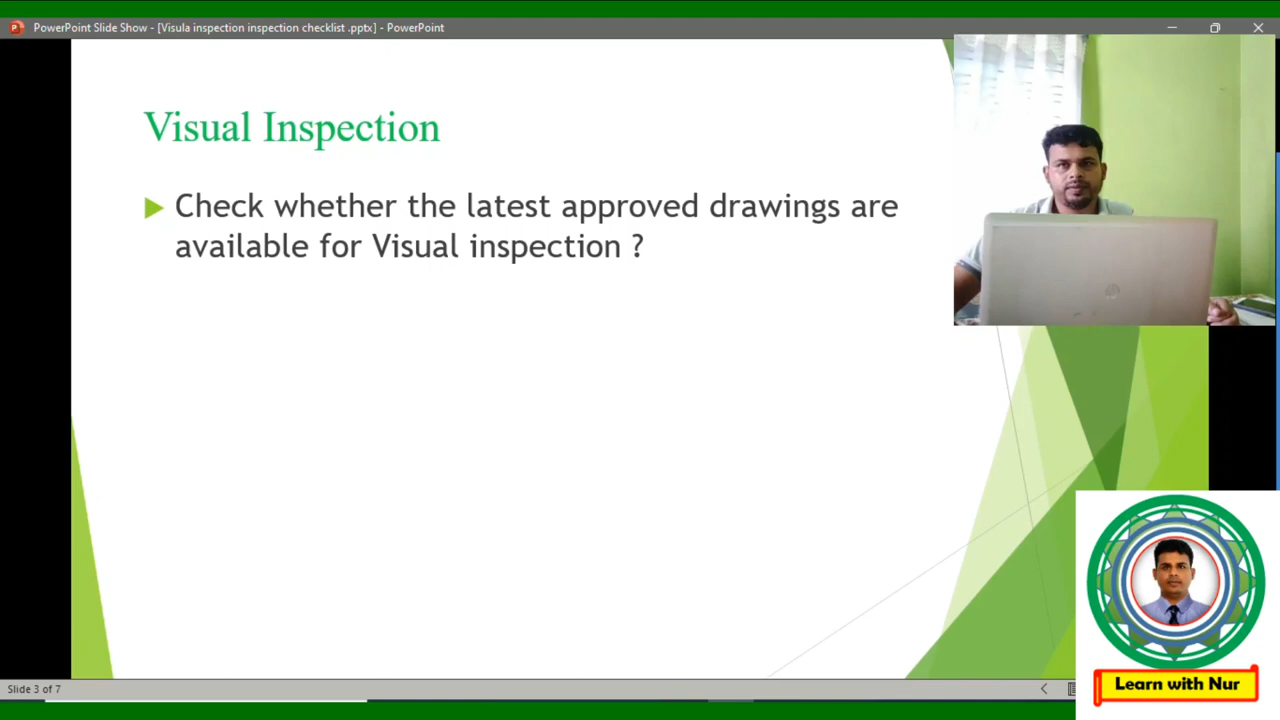 PowerPoint Slide Show - [Visula inspection inspection checklist .pptx] - PowerPoint
Visual Inspection
Check whether the latest approved drawings are
available for Visual inspection ?
Slide 3 of 7
Learn with Nur